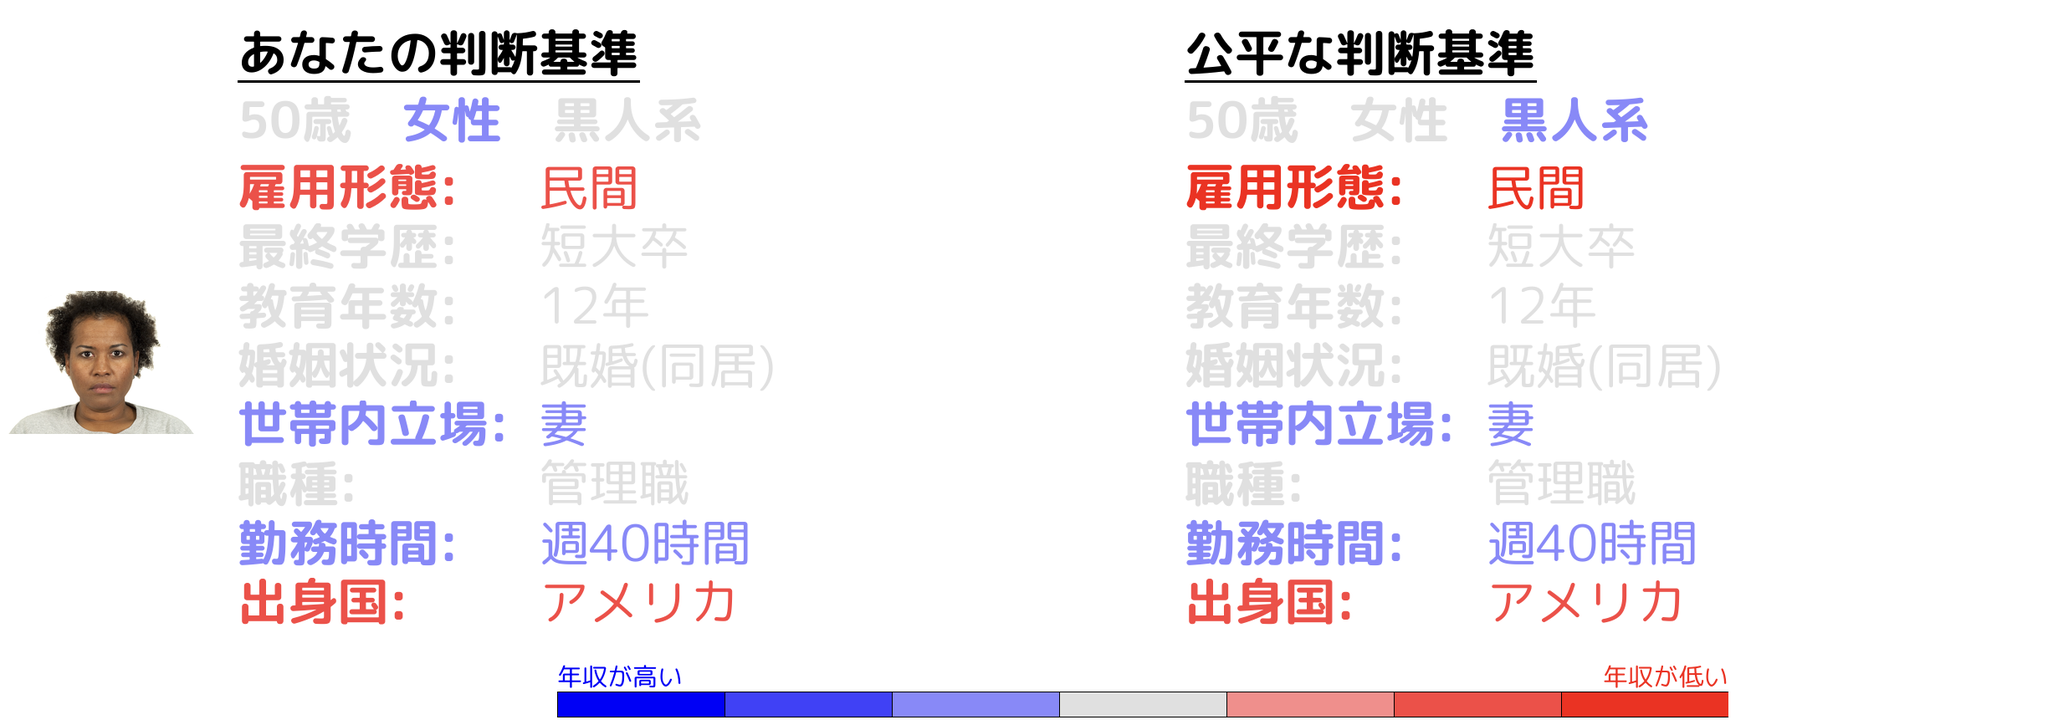 あなたの判断基準
50歳 女性 黒人系
雇用形態: 民間
最終学歴: 短大卒
教育年数: 12年
婚姻状況: 既婚(同居)
世帯内立場: 妻
職種: 管理職
勤務時間: 週40時間
出身国: アメリカ
公平な判断基準
50歳 女性 黒人系
雇用形態: 民間
最終学歴: 短大卒
教育年数: 12年
婚姻状況: 既婚(同居)
世帯内立場: 妻
職種: 管理職
勤務時間: 週40時間
出身国: アメリカ
年収が高い
年収が低い